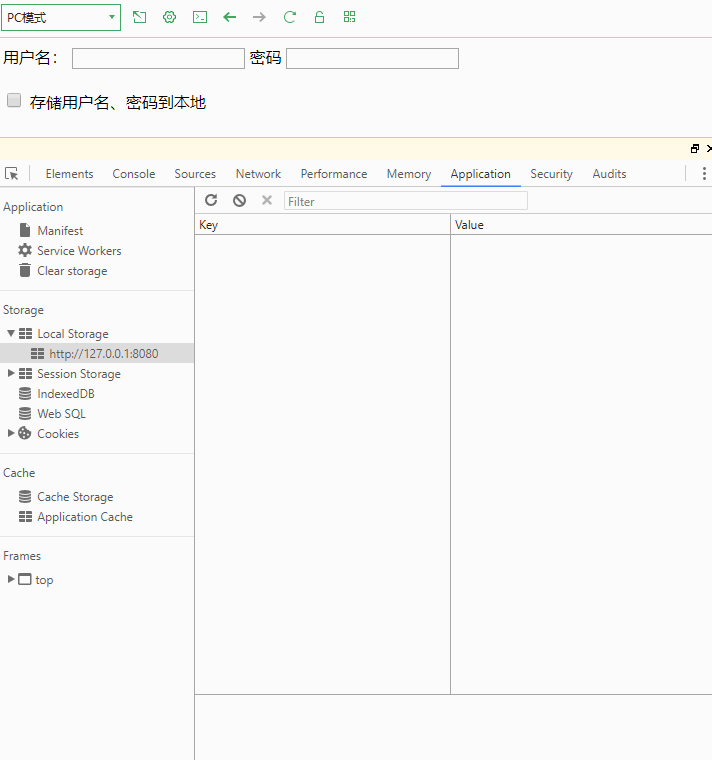 PC模式
用户名： 密码
存储用户名、密码到本地
Elements Console Sources Network Performance Memory Application Security Audits
Filter
Key Value
Application
Manifest
Service Workers
Clear storage
Storage
Local Storage
http://127.0.0.1:8080
Session Storage
IndexedDB
Web SQL
Cookies
Cache
Cache Storage
Application Cache
Frames
top